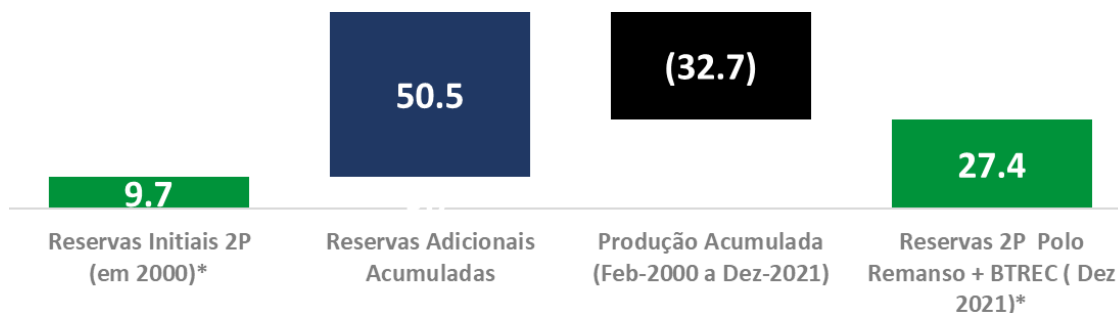 50.5
(32.7)
27.4
9.7
Reservas Initiais 2P
(em 2000)*
Reservas Adicionais
Acumuladas
Produção Acumulada
(Feb-2000 a Dez-2021)
Reservas 2P Polo
Remanso + BTREC ( Dez
2021)*